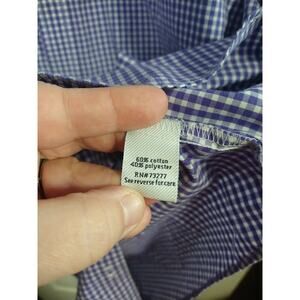 60% cotton
40% polyester
RN# 73277
See reverse for care